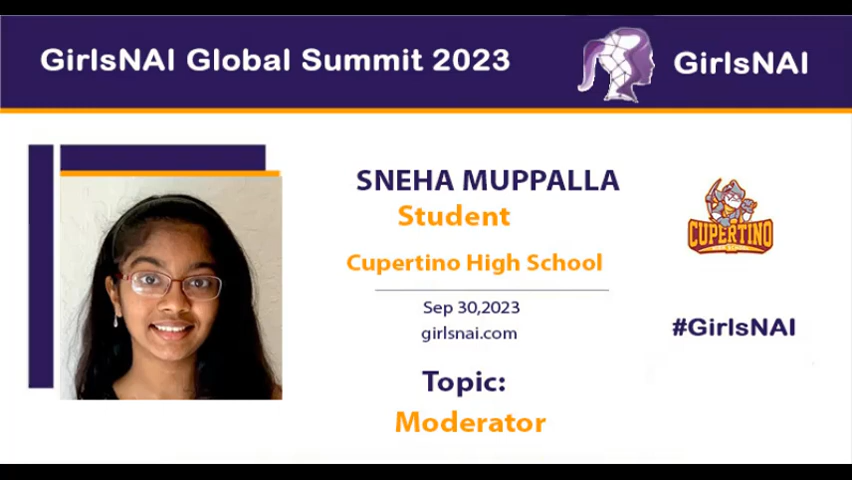 GirlsNAI Global Summit 2023
GirlsNAI
SNEHA MUPPALLA
Student
Cupertino High School
CUPERTINO
Sep 30,2023
girlsnai.com
#GirlsNAI
Topic:
Moderator